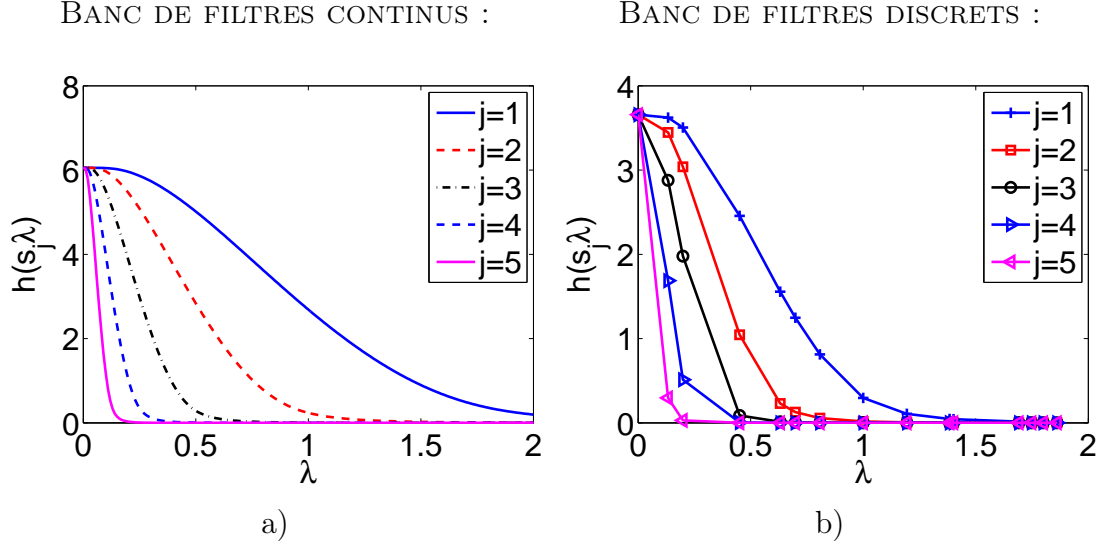 BANC DE FILTRES CONTINUS :
BANC DE FILTRES DISCRETS :
8
6
4
2
0
h(s_jλ)
0
0.5
1
1.5
2
λ
j=1
j=2
j=3
j=4
j=5
a)
4
3
2
1
0
h(s_jλ)
0
0.5
1
1.5
2
λ
j=1
j=2
j=3
j=4
j=5
b)